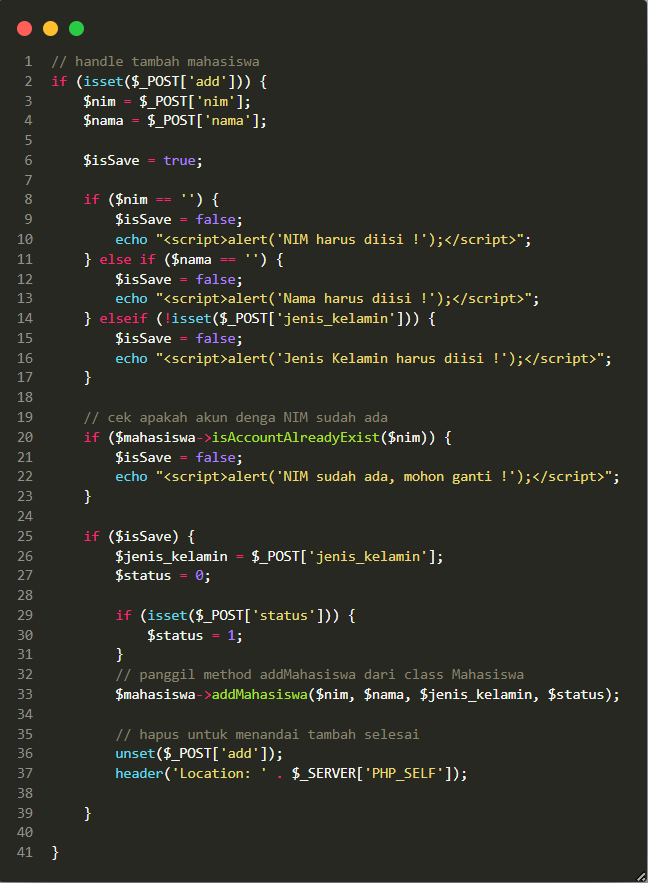 1 // handle tambah mahasiswa
2 if (isset($_POST['add'])) {
3     $nim = $_POST['nim'];
4     $nama = $_POST['nama'];
5
6     $isSave = true;
7
8     if ($nim == '') {
9         $isSave = false;
10         echo "<script>alert('NIM harus diisi !');</script>";
11     } else if ($nama == '') {
12         $isSave = false;
13         echo "<script>alert('Nama harus diisi !');</script>";
14     } elseif (!isset($_POST['jenis_kelamin'])) {
15         $isSave = false;
16         echo "<script>alert('Jenis Kelamin harus diisi !');</script>";
17     }
18
19     // cek apakah akun denga NIM sudah ada
20     if ($mahasiswa->isAccountAlreadyExist($nim)) {
21         $isSave = false;
22         echo "<script>alert('NIM sudah ada, mohon ganti !');</script>";
23     }
24
25     if ($isSave) {
26         $jenis_kelamin = $_POST['jenis_kelamin'];
27         $status = 0;
28
29         if (isset($_POST['status'])) {
30             $status = 1;
31         }
32         // panggil method addMahasiswa dari class Mahasiswa
33         $mahasiswa->addMahasiswa($nim, $nama, $jenis_kelamin, $status);
34
35         // hapus untuk menandai tambah selesai
36         unset($_POST['add']);
37         header('Location: ' . $_SERVER['PHP_SELF']);
38
39     }
40
41 }